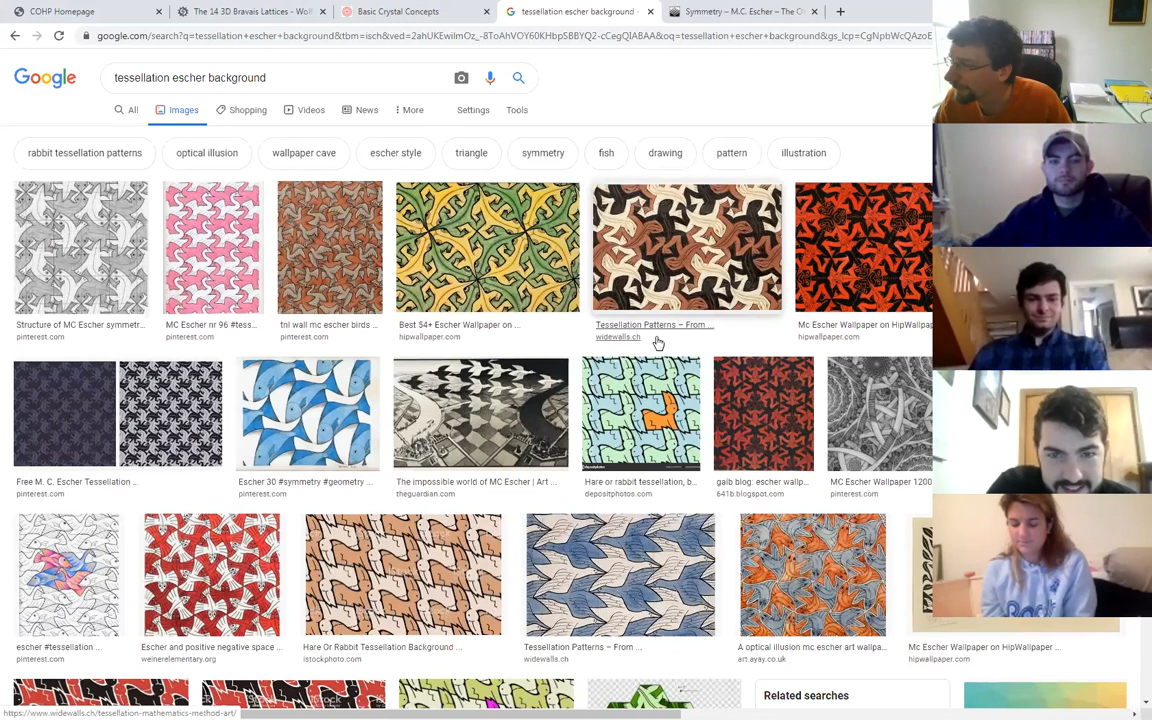 COHP Homepage
The 14 3D Bravais Lattices - Wolf
Basic Crystal Concepts
tessellation escher background -
Symmetry – M.C. Escher – The O
google.com/search?q=tessellation+escher+background&tbm=isch&ved=2ahUKEwilmOz_-8ToAhVOY60KHbpSBBYQ2-cCegQIABAA&oq=tessellation+escher+background&gs_lcp=CgNpbWcQAzoE
Google
tessellation escher background
All
Images
Shopping
Videos
News
More
Settings
Tools
rabbit tessellation patterns
optical illusion
wallpaper cave
escher style
triangle
symmetry
fish
drawing
pattern
illustration
Structure of MC Escher symmetr...
pinterest.com
MC Escher nr 96 #tess...
pinterest.com
tnl wall mc escher birds ...
pinterest.com
Best 54+ Escher Wallpaper on ...
hipwallpaper.com
Tessellation Patterns – From ...
widewalls.ch
Mc Escher Wallpaper on HipWallpap
hipwallpaper.com
Free M. C. Escher Tessellation ...
pinterest.com
Escher 30 #symmetry #geometry ...
pinterest.com
The impossible world of MC Escher | Art ...
theguardian.com
Hare or rabbit tessellation, b...
depositphotos.com
gaib blog: escher wallp...
641b.blogspot.com
MC Escher Wallpaper 1200
pinterest.com
escher #tessellation ...
pinterest.com
Escher and positive negative space ...
weinerelementary.org
Hare Or Rabbit Tessellation Background ...
istockphoto.com
Tessellation Patterns – From ...
widewalls.ch
An optical illusion mc escher art wallpa...
art.ayay.co.uk
Mc Escher Wallpaper on HipWallpaper ...
hipwallpaper.com
Related searches
https://www.widewalls.ch/tessellation-mathematics-method-art/